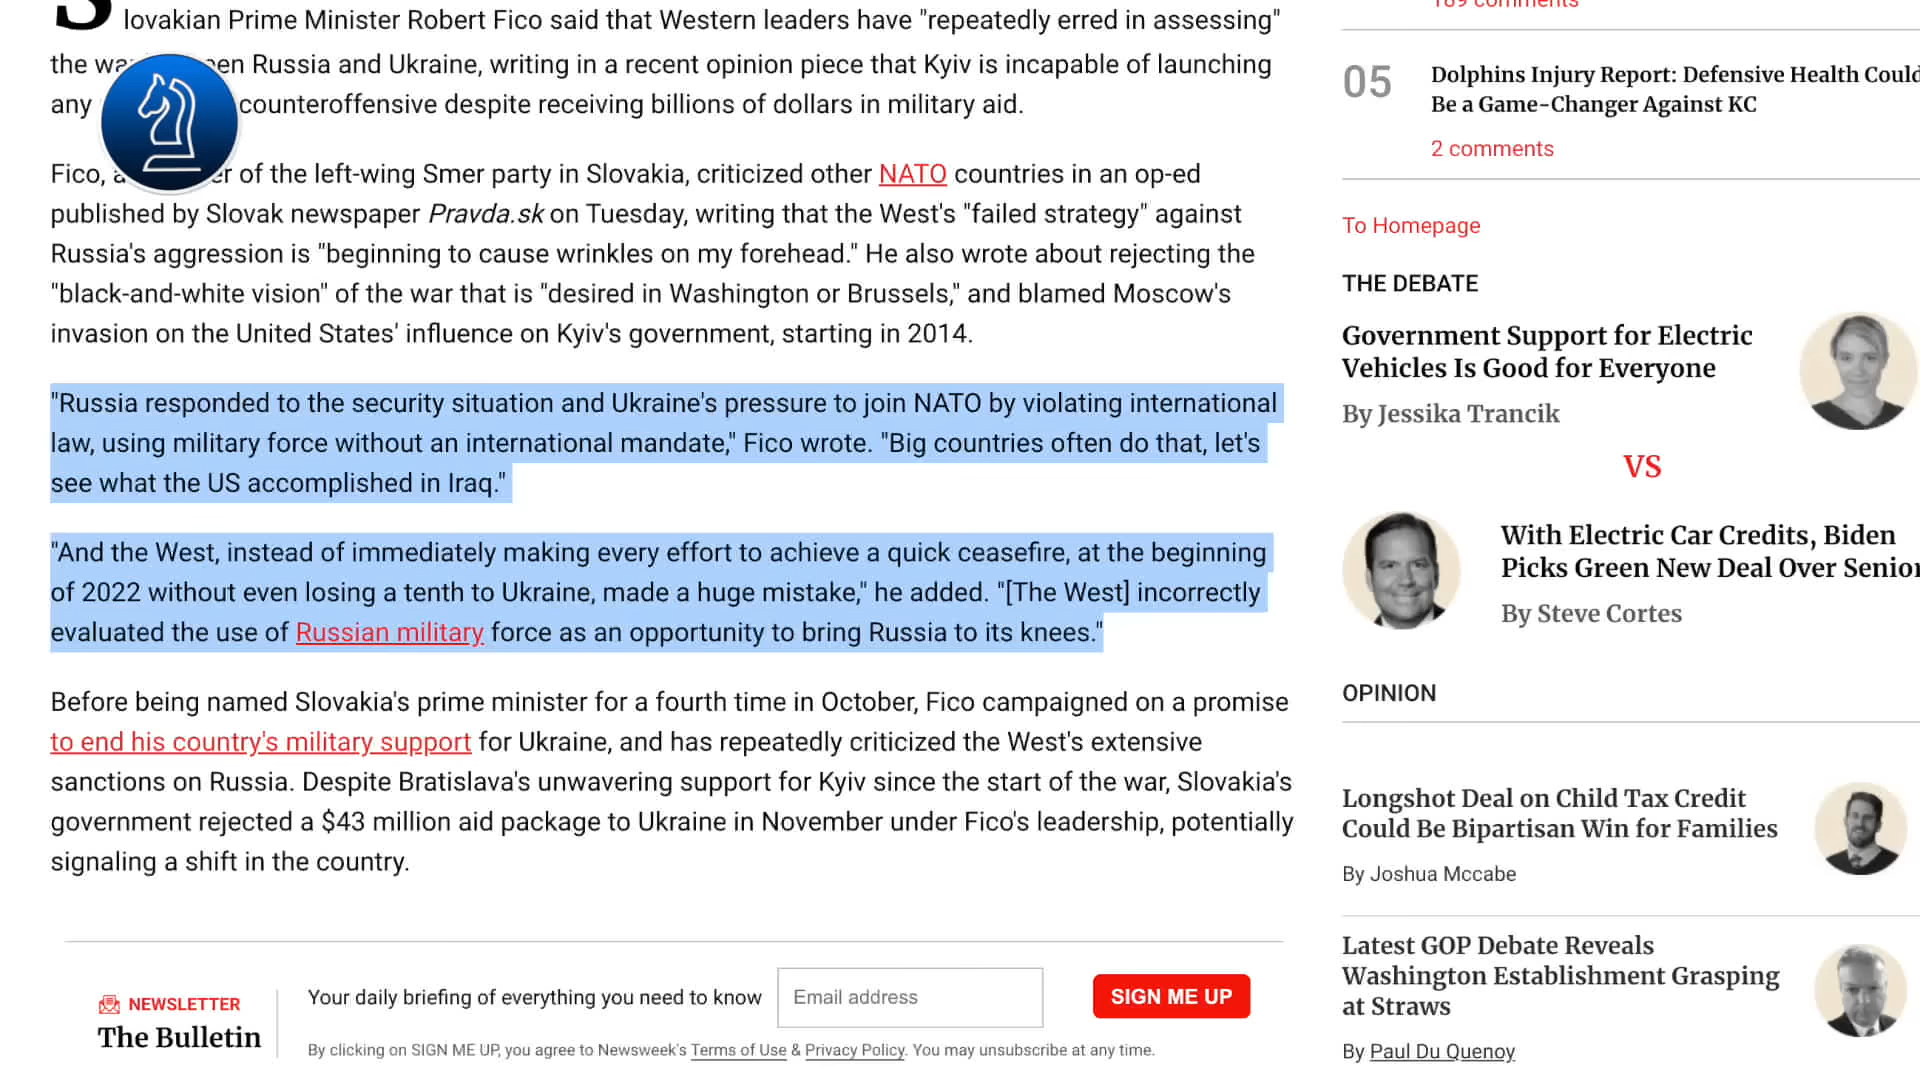 Slovakian Prime Minister Robert Fico said that Western leaders have "repeatedly erred in assessing"
the en Russia and Ukraine, writing in a recent opinion piece that Kyiv is incapable of launching
any counteroffensive despite receiving billions of dollars in military aid.
Fico, of the left-wing Smer party in Slovakia, criticized other NATO countries in an op-ed
published by Slovak newspaper Pravda.sk on Tuesday, writing that the West's "failed strategy" against
Russia's aggression is "beginning to cause wrinkles on my forehead." He also wrote about rejecting the
"black-and-white vision" of the war that is "desired in Washington or Brussels," and blamed Moscow's
invasion on the United States' influence on Kyiv's government, starting in 2014.
"Russia responded to the security situation and Ukraine's pressure to join NATO by violating international
law, using military force without an international mandate," Fico wrote. "Big countries often do that, let's
see what the US accomplished in Iraq."
"And the West, instead of immediately making every effort to achieve a quick ceasefire, at the beginning
of 2022 without even losing a tenth to Ukraine, made a huge mistake," he added. "[The West] incorrectly
evaluated the use of Russian military force as an opportunity to bring Russia to its knees."
Before being named Slovakia's prime minister for a fourth time in October, Fico campaigned on a promise
to end his country's military support for Ukraine, and has repeatedly criticized the West's extensive
sanctions on Russia. Despite Bratislava's unwavering support for Kyiv since the start of the war, Slovakia's
government rejected a $43 million aid package to Ukraine in November under Fico's leadership, potentially
signaling a shift in the country.
NEWSLETTER
The Bulletin
Your daily briefing of everything you need to know
Email address
SIGN ME UP
By clicking on SIGN ME UP, you agree to Newsweek's Terms of Use & Privacy Policy. You may unsubscribe at any time.
189 comments
05
Dolphins Injury Report: Defensive Health Could
Be a Game-Changer Against KC
2 comments
To Homepage
THE DEBATE
Government Support for Electric
Vehicles Is Good for Everyone
By Jessika Trancik
VS
With Electric Car Credits, Biden
Picks Green New Deal Over Senior
By Steve Cortes
OPINION
Longshot Deal on Child Tax Credit
Could Be Bipartisan Win for Families
By Joshua Mccabe
Latest GOP Debate Reveals
Washington Establishment Grasping
at Straws
By Paul Du Quenoy